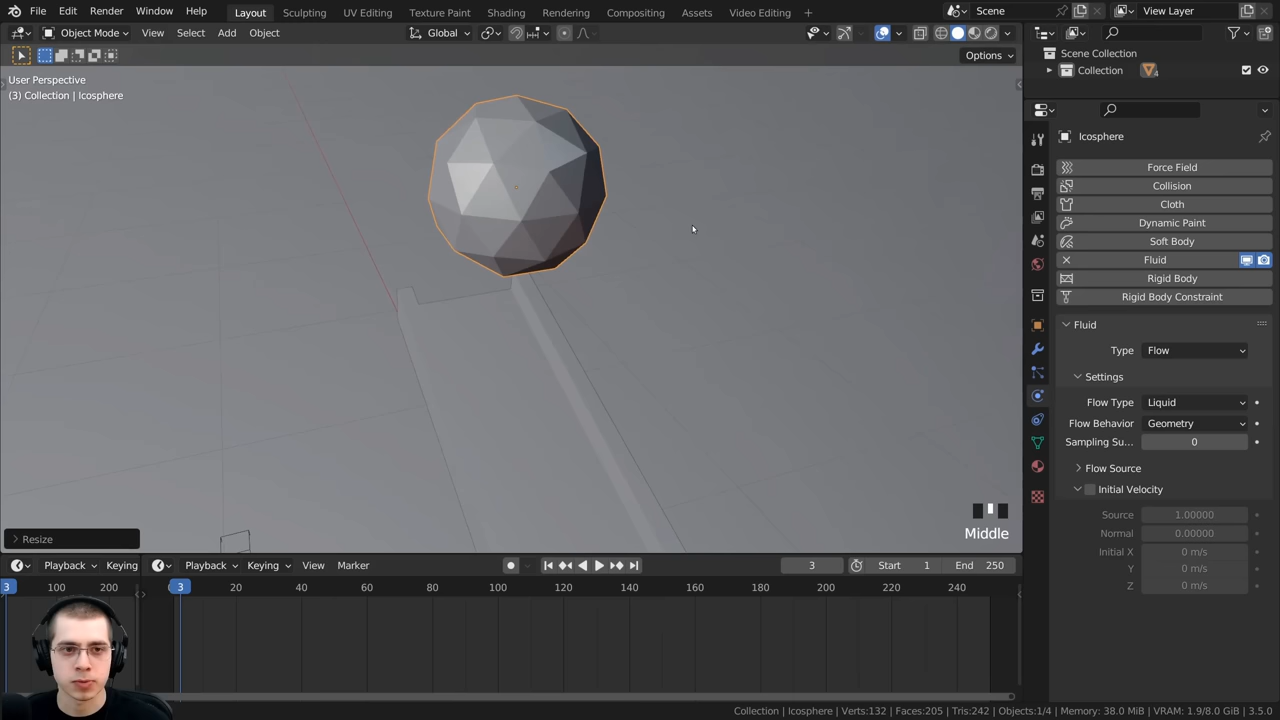 File Edit Render Window Help Layout Sculpting UV Editing Texture Paint Shading Rendering Compositing Assets Video Editing + Scene View Layer
Object Mode View Select Add Object Global
Options
User Perspective
(3) Collection | Icosphere
Scene Collection
Collection 4
Icosphere
Force Field
Collision
Cloth
Dynamic Paint
Soft Body
Fluid
Rigid Body
Rigid Body Constraint
Fluid
Type Flow
Settings
Flow Type Liquid
Flow Behavior Geometry
Sampling Su... 0
Flow Source
Initial Velocity
Source 1.00000
Normal 0.00000
Initial X 0 m/s
Y 0 m/s
Z 0 m/s
Middle
Resize
Playback Keying Playback Keying View Marker 3 Start 1 End 250
3 100 200 3 20 40 60 80 100 120 140 160 180 200 220 240
Collection | Icosphere | Verts:132 | Faces:205 | Tris:242 | Objects:1/4 | Memory: 38.0 MiB | VRAM: 1.9/8.0 GiB | 3.5.0